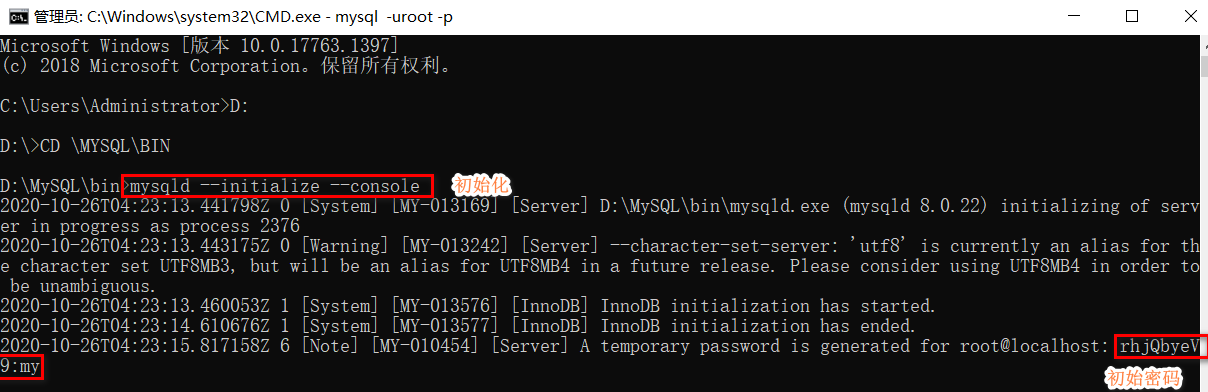 管理员: C:\Windows\system32\CMD.exe - mysql  -uroot -p
Microsoft Windows [版本 10.0.17763.1397]
(c) 2018 Microsoft Corporation。保留所有权利。
C:\Users\Administrator>D:
D:\>CD \MYSQL\BIN
D:\MySQL\bin>mysqld --initialize --console 初始化
2020-10-26T04:23:13.441798Z 0 [System] [MY-013169] [Server] D:\MySQL\bin\mysqld.exe (mysqld 8.0.22) initializing of serv
er in progress as process 2376
2020-10-26T04:23:13.443175Z 0 [Warning] [MY-013242] [Server] --character-set-server: 'utf8' is currently an alias for th
e character set UTF8MB3, but will be an alias for UTF8MB4 in a future release. Please consider using UTF8MB4 in order to
 be unambiguous.
2020-10-26T04:23:13.460053Z 1 [System] [MY-013576] [InnoDB] InnoDB initialization has started.
2020-10-26T04:23:14.610676Z 1 [System] [MY-013577] [InnoDB] InnoDB initialization has ended.
2020-10-26T04:23:15.817158Z 6 [Note] [MY-010454] [Server] A temporary password is generated for root@localhost: rhjQbyeV
9:my
初始密码